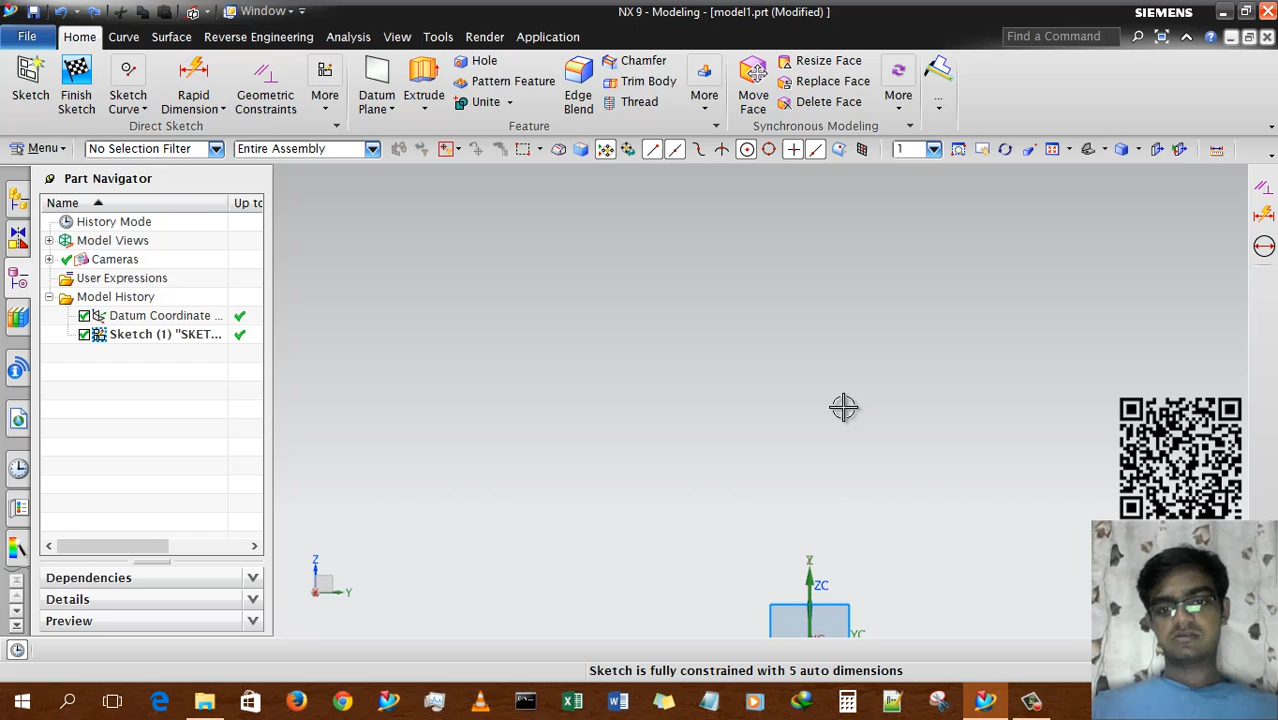 Window
NX 9 - Modeling - [model1.prt (Modified) ]
SIEMENS
File
Home
Curve
Surface
Reverse Engineering
Analysis
View
Tools
Render
Application
Find a Command
Sketch
Finish Sketch
Sketch Curve
Rapid Dimension
Geometric Constraints
More
Direct Sketch
Datum Plane
Extrude
Hole
Pattern Feature
Unite
Edge Blend
Chamfer
Trim Body
Thread
More
Feature
Move Face
Resize Face
Replace Face
Delete Face
More
Synchronous Modeling
...
Menu
No Selection Filter
Entire Assembly
1
Part Navigator
Name
Up to
History Mode
Model Views
Cameras
User Expressions
Model History
Datum Coordinate ...
Sketch (1) "SKET...
Dependencies
Details
Preview
Z
Y
Z
ZC
YC
Sketch is fully constrained with 5 auto dimensions